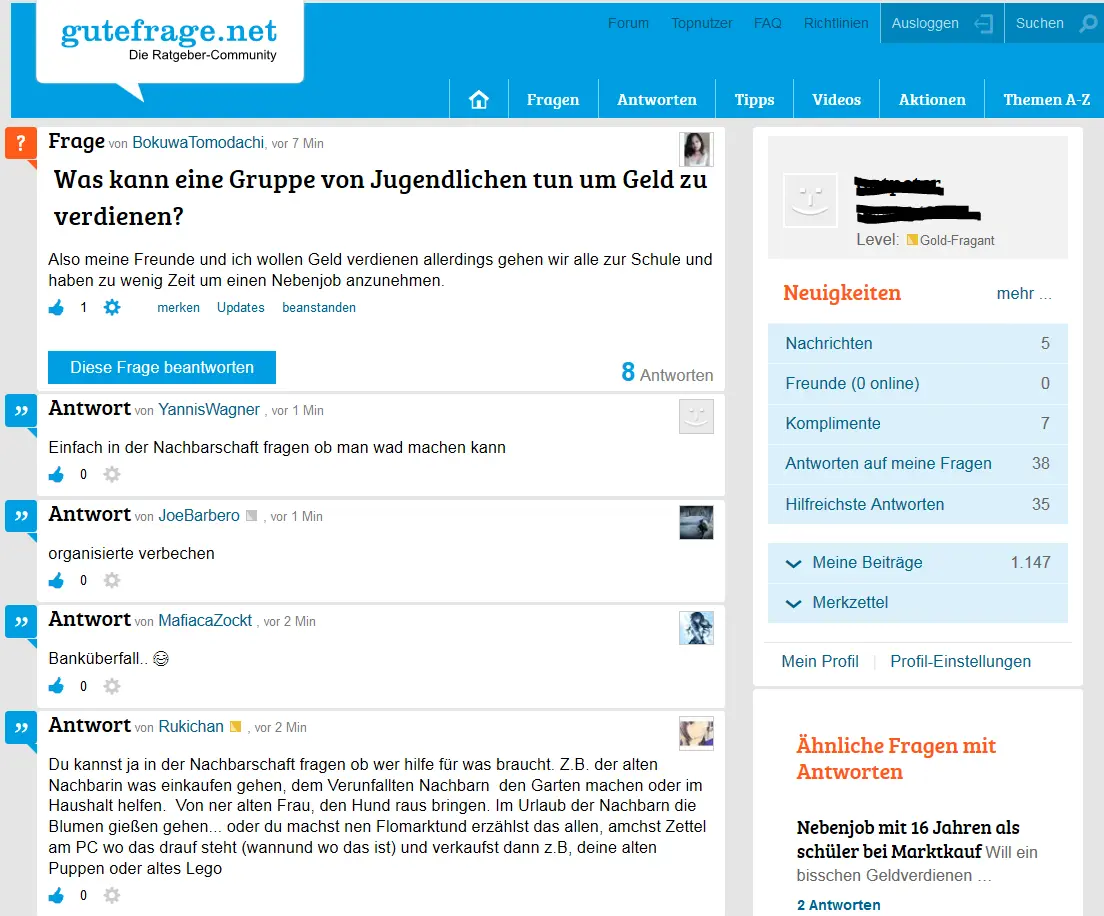 gutefrage.net
Die Ratgeber-Community
Forum Topnutzer FAQ Richtlinien Ausloggen Suchen
Fragen Antworten Tipps Videos Aktionen Themen A-Z
? Frage von BokuwaTomodachi, vor 7 Min
Was kann eine Gruppe von Jugendlichen tun um Geld zu
verdienen?
Also meine Freunde und ich wollen Geld verdienen allerdings gehen wir alle zur Schule und
haben zu wenig Zeit um einen Nebenjob anzunehmen.
1 merken Updates beanstanden
Diese Frage beantworten
8 Antworten
Antwort von YannisWagner , vor 1 Min
Einfach in der Nachbarschaft fragen ob man wad machen kann
0
Antwort von JoeBarbero , vor 1 Min
organisierte verbechen
0
Antwort von MafiacaZockt , vor 2 Min
Banküberfall.. 😅
0
Antwort von Rukichan , vor 2 Min
Du kannst ja in der Nachbarschaft fragen ob wer hilfe für was braucht. Z.B. der alten
Nachbarin was einkaufen gehen, dem Verunfallten Nachbarn den Garten machen oder im
Haushalt helfen. Von ner alten Frau, den Hund raus bringen. Im Urlaub der Nachbarn die
Blumen gießen gehen... oder du machst nen Flomarktund erzählst das allen, amchst Zettel
am PC wo das drauf steht (wannund wo das ist) und verkaufst dann z.B, deine alten
Puppen oder altes Lego
0
Level: Gold-Fragant
Neuigkeiten mehr ...
Nachrichten 5
Freunde (0 online) 0
Komplimente 7
Antworten auf meine Fragen 38
Hilfreichste Antworten 35
Meine Beiträge 1.147
Merkzettel
Mein Profil | Profil-Einstellungen
Ähnliche Fragen mit
Antworten
Nebenjob mit 16 Jahren als
schüler bei Marktkauf Will ein
bisschen Geldverdienen ...
2 Antworten